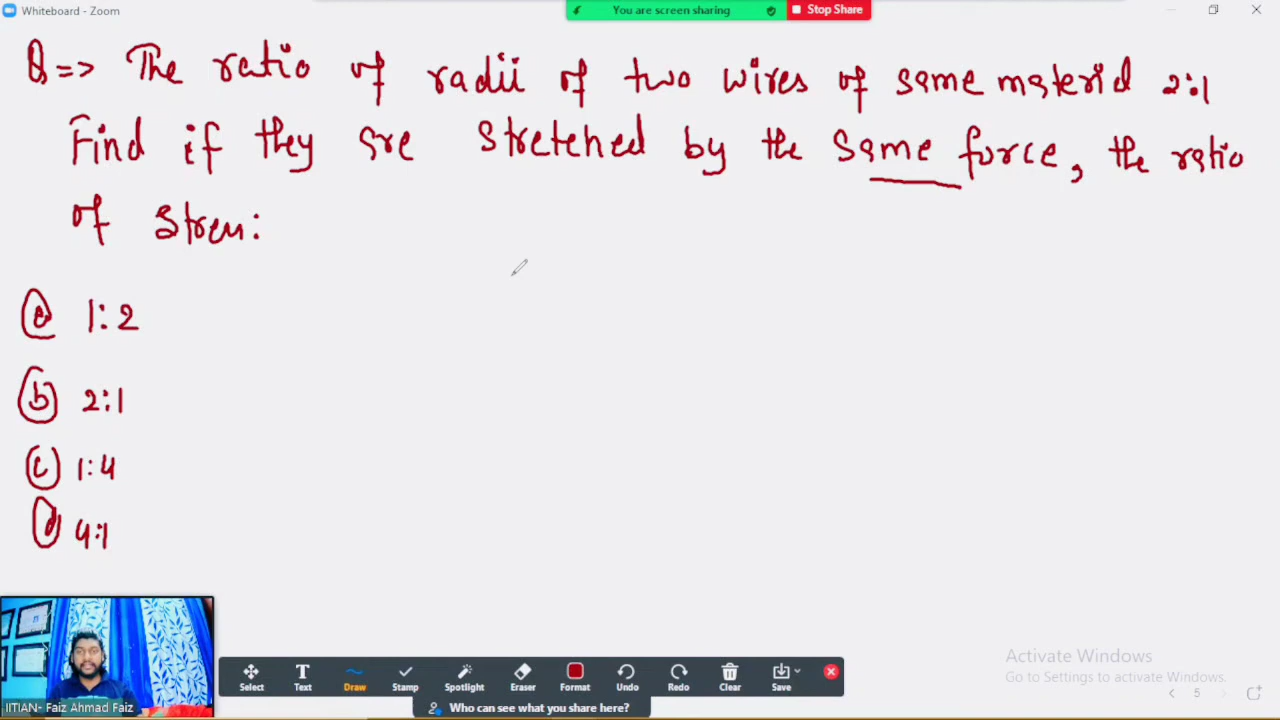 Whiteboard - Zoom
You are screen sharing
Stop Share
Q=> The ratio of radii of two wires of same material 2:1
Find if they are stretched by the same force, the ratio
of stress:
(a) 1:2
(b) 2:1
(c) 1:4
(d) 4:1
IITIAN- Faiz Ahmad Faiz
Select Text Draw Stamp Spotlight Eraser Format Undo Redo Clear Save
Who can see what you share here?
Activate Windows
Go to Settings to activate Windows.
5